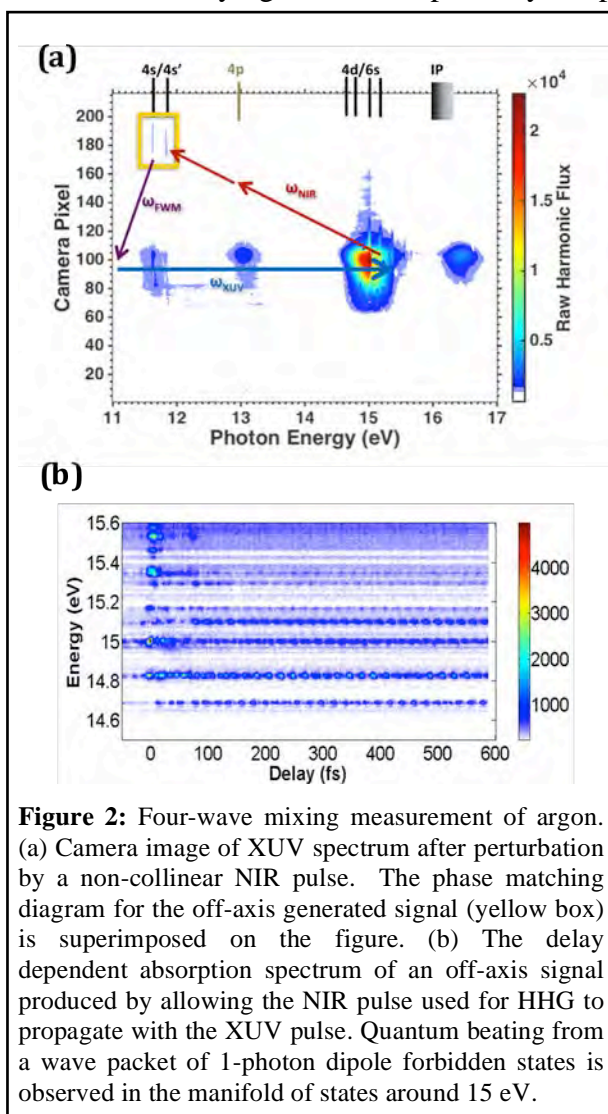 (a)
4s/4s' 4p 4d/6s IP
×10⁴
200
180
160
140
120
100
80
60
40
20
Camera Pixel
ωNIR
ωFWM
ωXUV
2
1.5
1
0.5
Raw Harmonic Flux
11 12 13 14 15 16 17
Photon Energy (eV)
(b)
15.6
15.4
15.2
15
14.8
14.6
Energy (eV)
4000
3000
2000
1000
0 100 200 300 400 500 600
Delay (fs)
Figure 2: Four-wave mixing measurement of argon.
(a) Camera image of XUV spectrum after perturbation
by a non-collinear NIR pulse. The phase matching
diagram for the off-axis generated signal (yellow box)
is superimposed on the figure. (b) The delay
dependent absorption spectrum of an off-axis signal
produced by allowing the NIR pulse used for HHG to
propagate with the XUV pulse. Quantum beating from
a wave packet of 1-photon dipole forbidden states is
observed in the manifold of states around 15 eV.